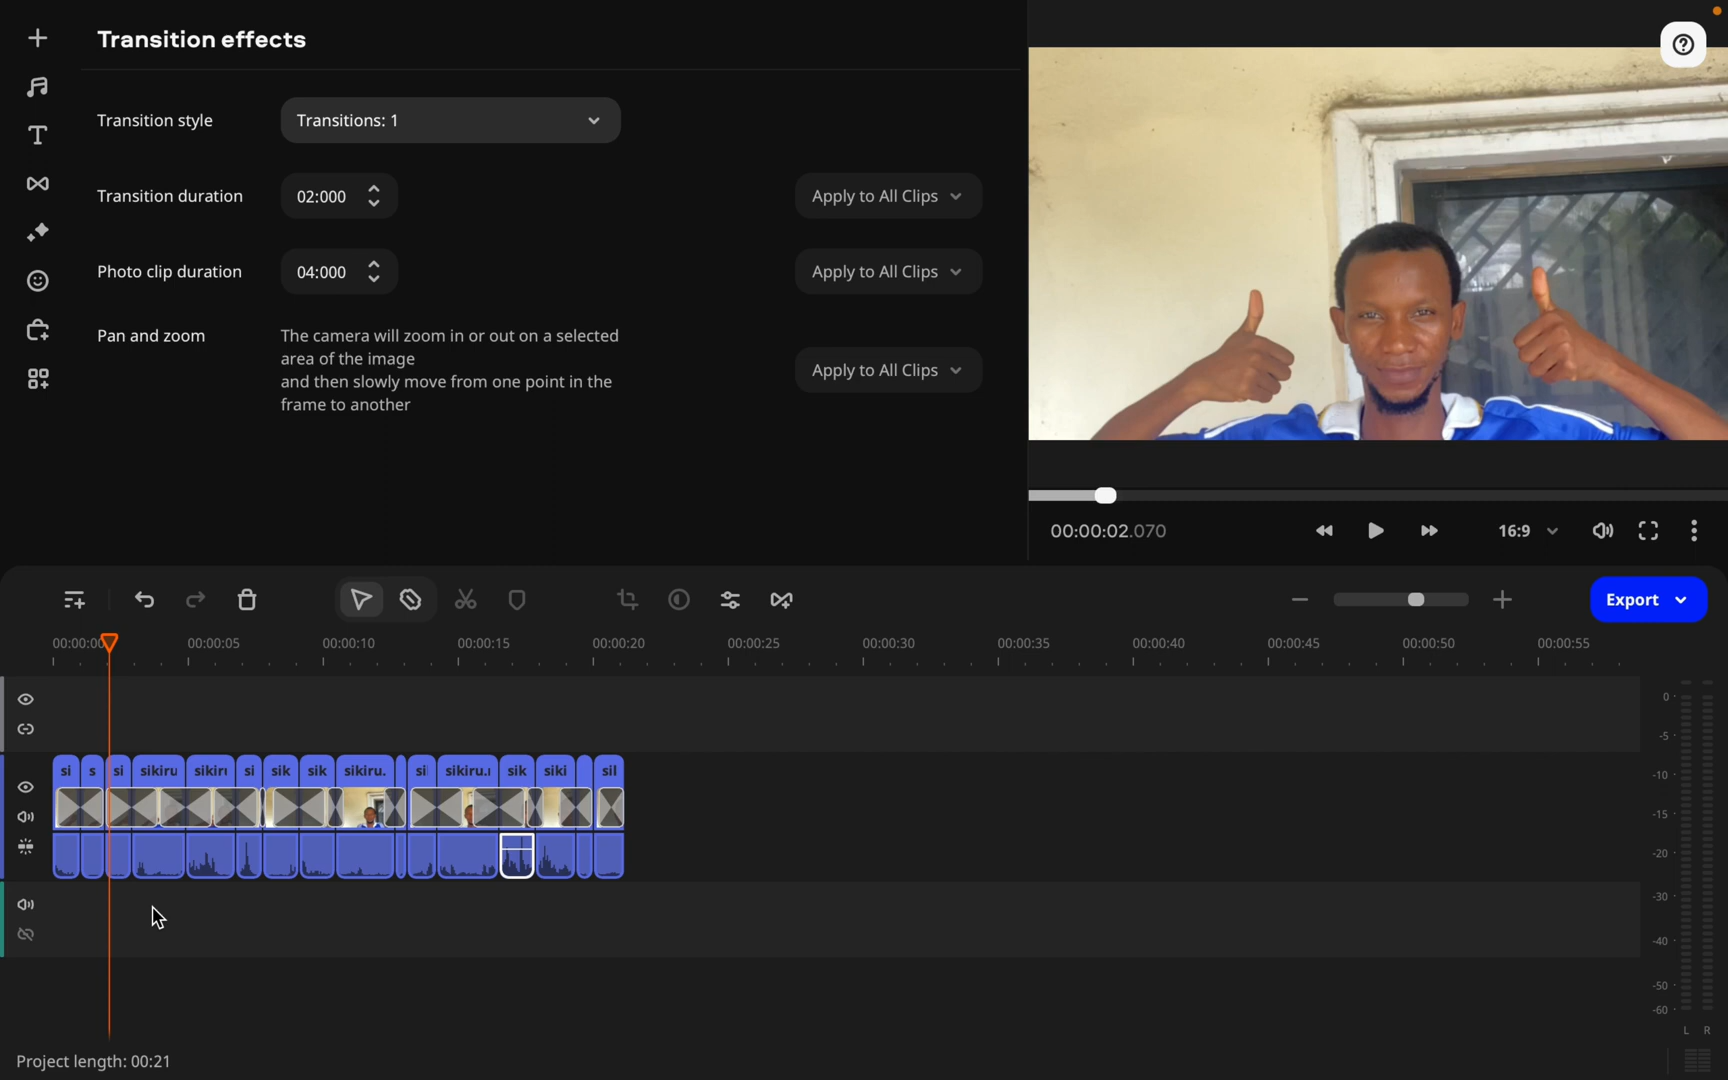 Transition effects
Transition style
Transitions: 1
Transition duration
02:000
Apply to All Clips
Photo clip duration
04:000
Apply to All Clips
Pan and zoom
The camera will zoom in or out on a selected
area of the image
and then slowly move from one point in the
frame to another
Apply to All Clips
00:00:02.070
16:9
Export
00:00:00
00:00:05
00:00:10
00:00:15
00:00:20
00:00:25
00:00:30
00:00:35
00:00:40
00:00:45
00:00:50
00:00:55
si
s
si
sikiru
sikiru
si
sik
sik
sikiru.
si
sikiru.
sik
siki
sil
0
-5
-10
-15
-20
-30
-40
-50
-60
L R
Project length: 00:21